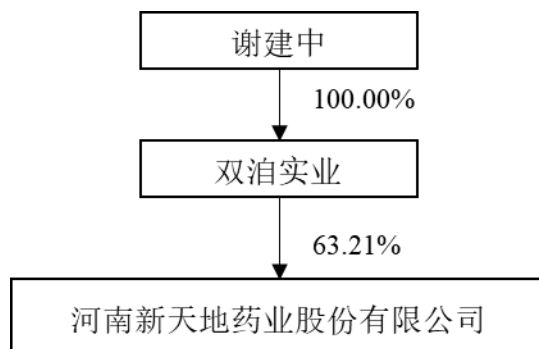 谢建中
100.00%
双洎实业
63.21%
河南新天地药业股份有限公司